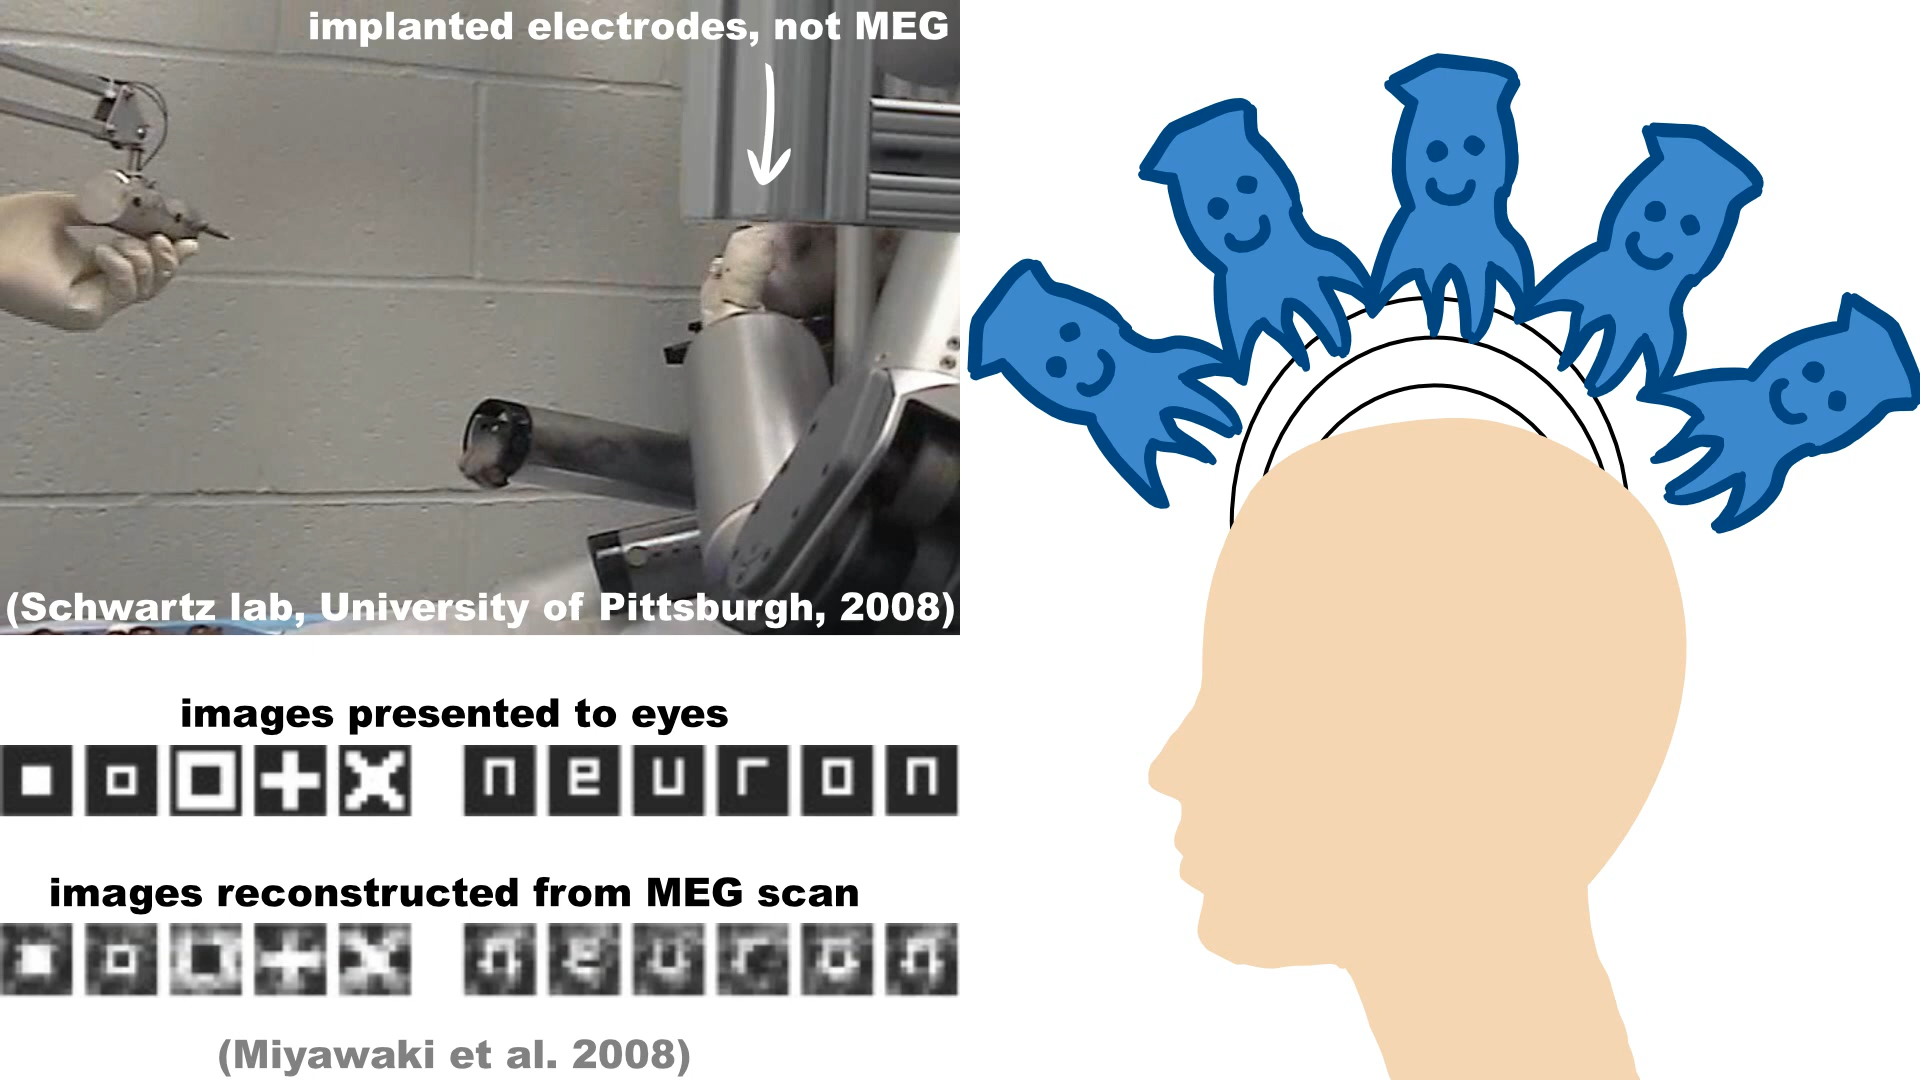 implanted electrodes, not MEG
(Schwartz lab, University of Pittsburgh, 2008)
images presented to eyes
n e u r o n
images reconstructed from MEG scan
n e u r o n
(Miyawaki et al. 2008)